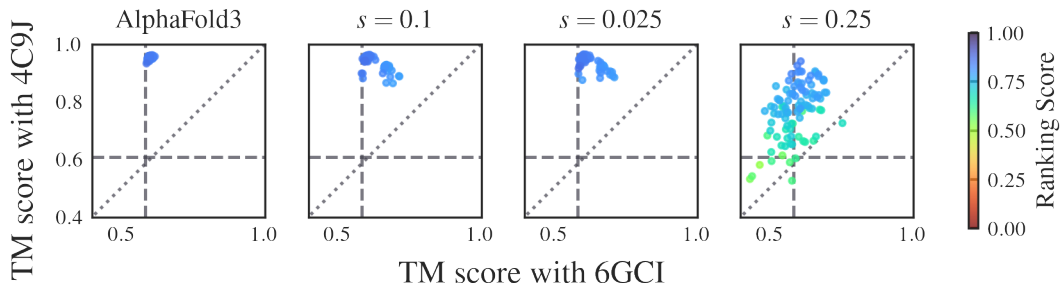 AlphaFold3
s = 0.1
s = 0.025
s = 0.25
TM score with 4C9J
1.0
0.8
0.6
0.4
0.5
1.0
0.5
1.0
0.5
1.0
0.5
1.0
TM score with 6GCI
1.00
0.75
0.50
0.25
0.00
Ranking Score